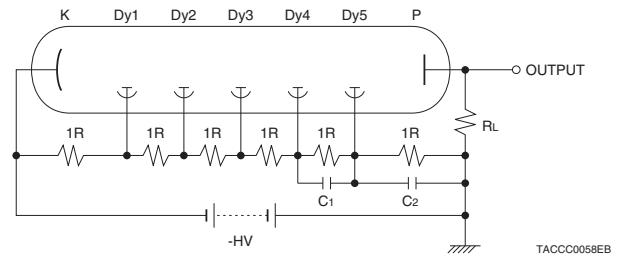 K Dy1 Dy2 Dy3 Dy4 Dy5 P
OUTPUT
RL
1R 1R 1R 1R 1R 1R
C1 C2
-HV
TACCC0058EB